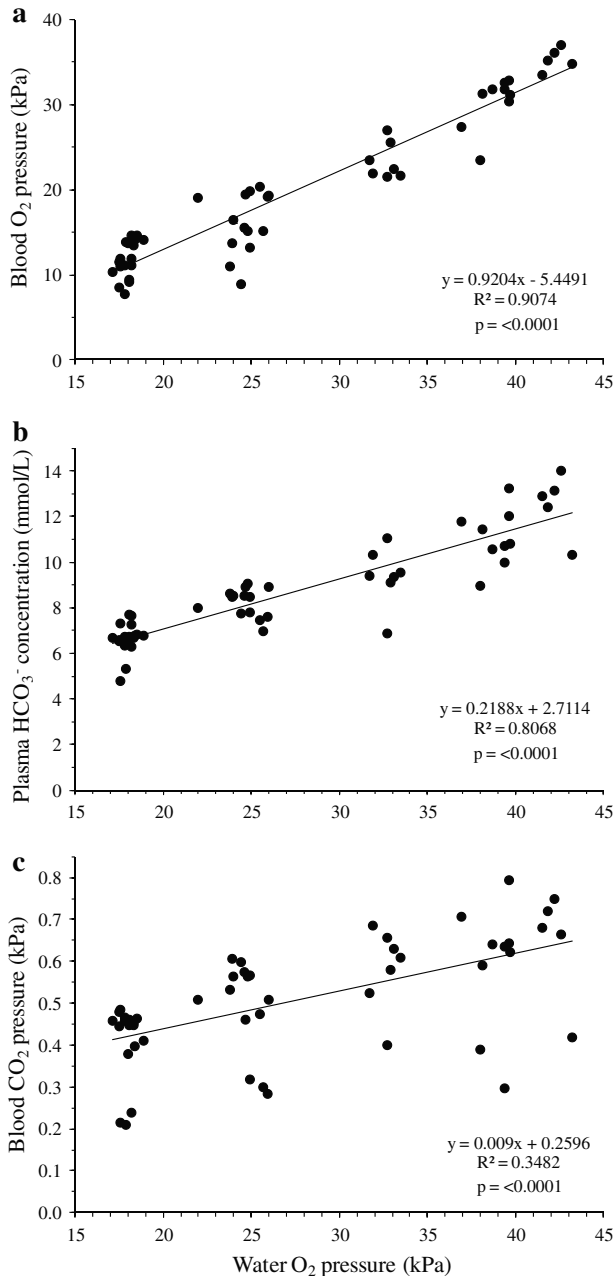 a
Blood O₂ pressure (kPa)
40
30
20
10
0
y = 0.9204x - 5.4491
R² = 0.9074
p = <0.0001
15 20 25 30 35 40 45
b
Plasma HCO₃⁻ concentration (mmol/L)
14
12
10
8
6
4
2
0
y = 0.2188x + 2.7114
R² = 0.8068
p = <0.0001
15 20 25 30 35 40 45
c
Blood CO₂ pressure (kPa)
0.8
0.7
0.6
0.5
0.4
0.3
0.2
0.1
0.0
y = 0.009x + 0.2596
R² = 0.3482
p = <0.0001
15 20 25 30 35 40 45
Water O₂ pressure (kPa)